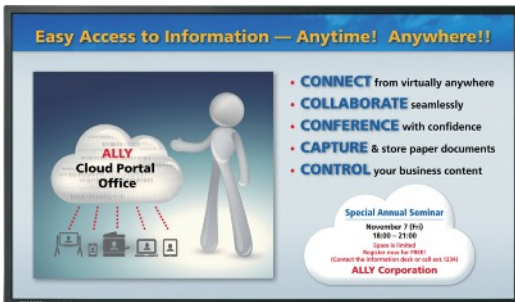 Easy Access to Information — Anytime! Anywhere!!
ALLY
Cloud Portal
Office
• CONNECT from virtually anywhere
• COLLABORATE seamlessly
• CONFERENCE with confidence
• CAPTURE & store paper documents
• CONTROL your business content
Special Annual Seminar
November 7 (Fri)
18:00 – 21:00
Space is limited
Register now for FREE!
(Contact the information desk or call ext.1234)
ALLY Corporation